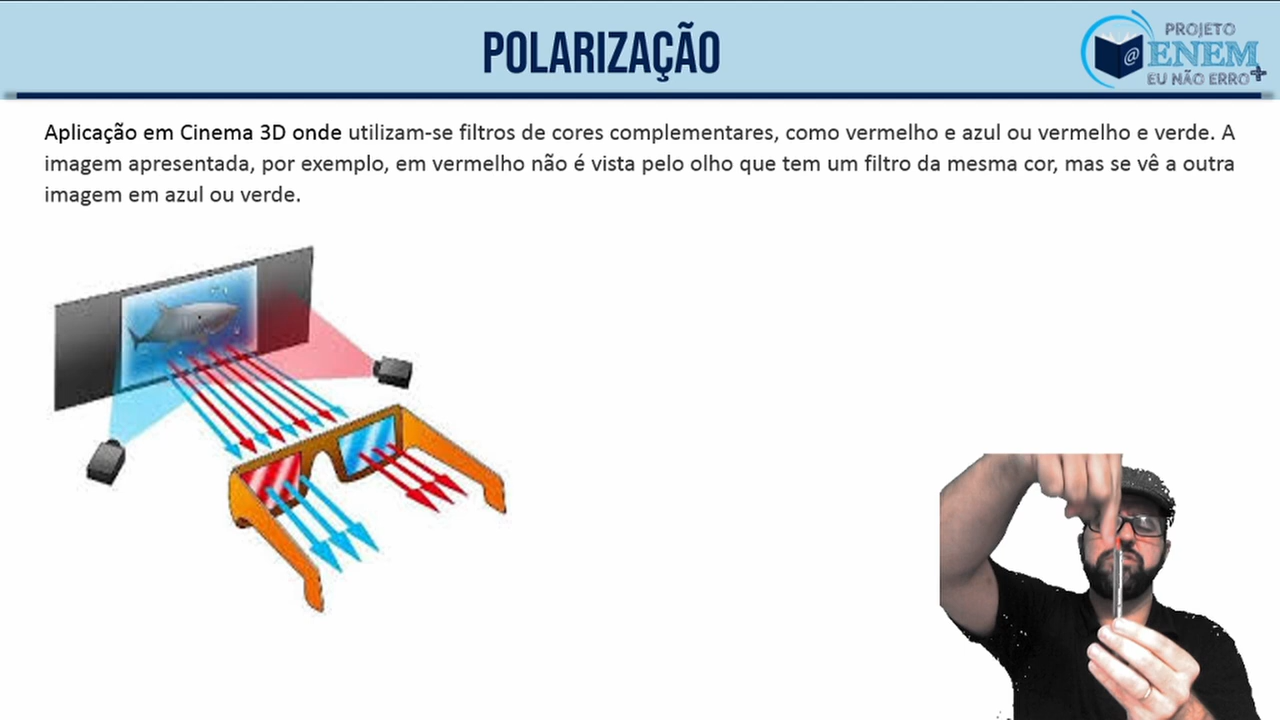 POLARIZAÇÃO
PROJETO
@ ENEM
EU NÃO ERRO+
Aplicação em Cinema 3D onde utilizam-se filtros de cores complementares, como vermelho e azul ou vermelho e verde. A
imagem apresentada, por exemplo, em vermelho não é vista pelo olho que tem um filtro da mesma cor, mas se vê a outra
imagem em azul ou verde.